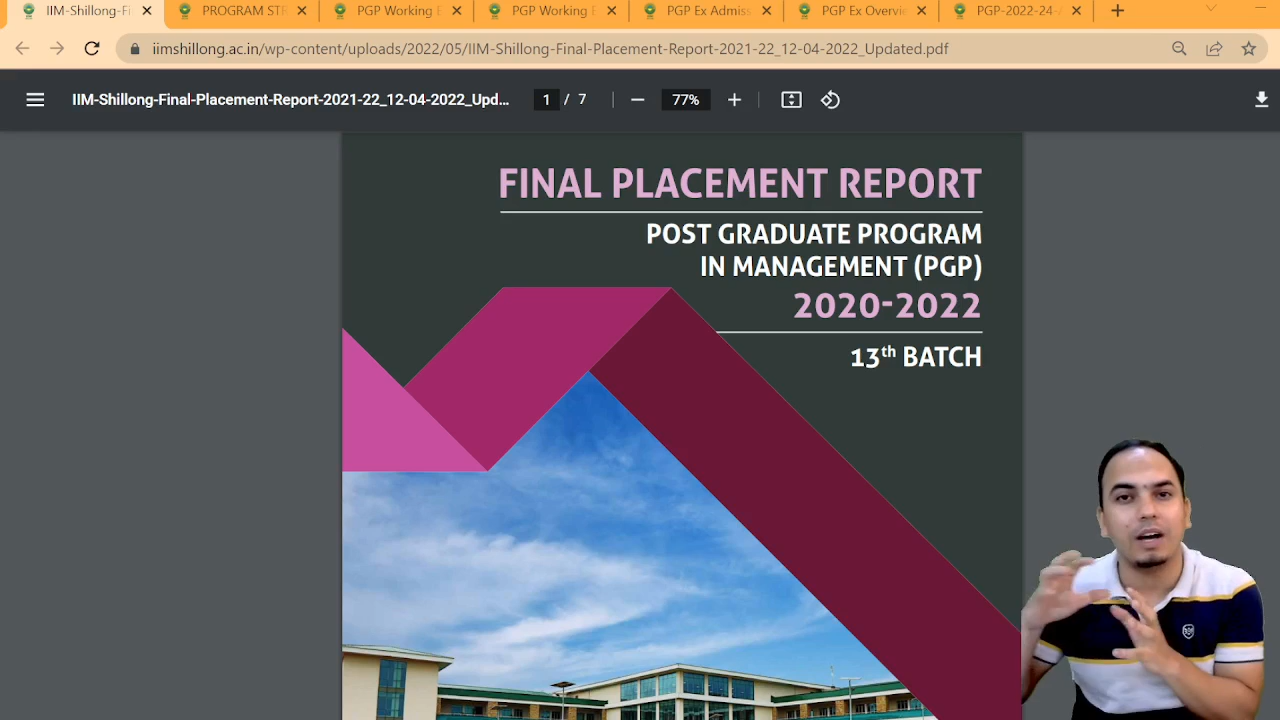 IIM-Shillong-Fi
PROGRAM STR
PGP Working E
PGP Working E
PGP Ex Admiss
PGP Ex Overvie
PGP-2022-24-
iimshillong.ac.in/wp-content/uploads/2022/05/IIM-Shillong-Final-Placement-Report-2021-22_12-04-2022_Updated.pdf
IIM-Shillong-Final-Placement-Report-2021-22_12-04-2022_Upd...
1 / 7
77%
FINAL PLACEMENT REPORT
POST GRADUATE PROGRAM
IN MANAGEMENT (PGP)
2020-2022
13th BATCH